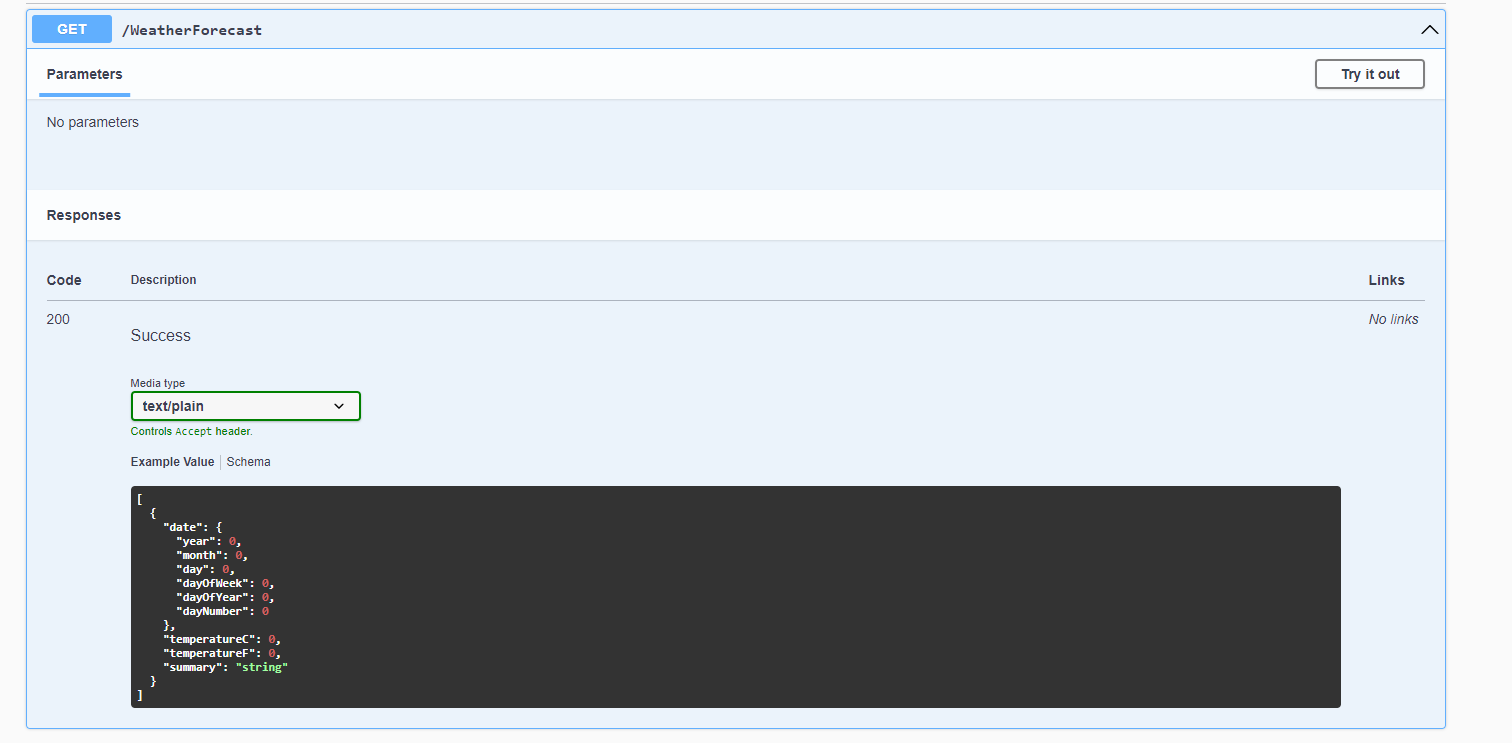 GET /WeatherForecast
Parameters
Try it out
No parameters
Responses
Code Description Links
200 Success No links
Media type
text/plain
Controls Accept header.
Example Value Schema
[
  {
    "date": {
      "year": 0,
      "month": 0,
      "day": 0,
      "dayOfWeek": 0,
      "dayOfYear": 0,
      "dayNumber": 0
    },
    "temperatureC": 0,
    "temperatureF": 0,
    "summary": "string"
  }
]